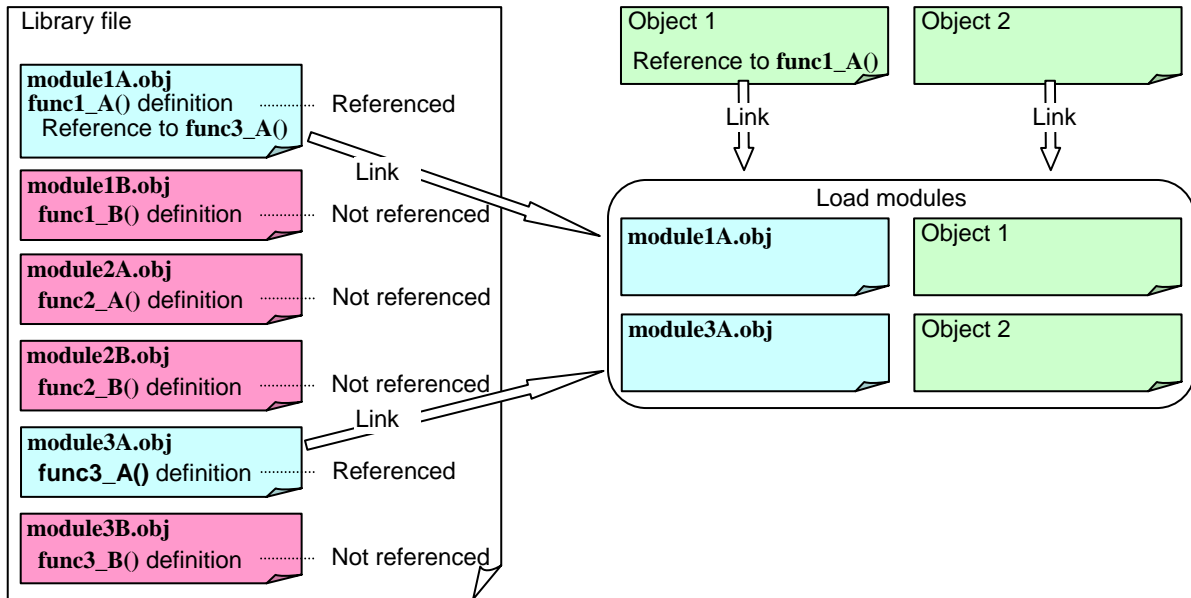 Library file
module1A.obj
func1_A() definition
Referenced
Reference to func3_A()
Link
module1B.obj
func1_B() definition
Not referenced
module2A.obj
func2_A() definition
Not referenced
module2B.obj
func2_B() definition
Not referenced
Link
module3A.obj
func3_A() definition
Referenced
module3B.obj
func3_B() definition
Not referenced
Object 1
Reference to func1_A()
Object 2
Link
Link
Load modules
module1A.obj
Object 1
module3A.obj
Object 2